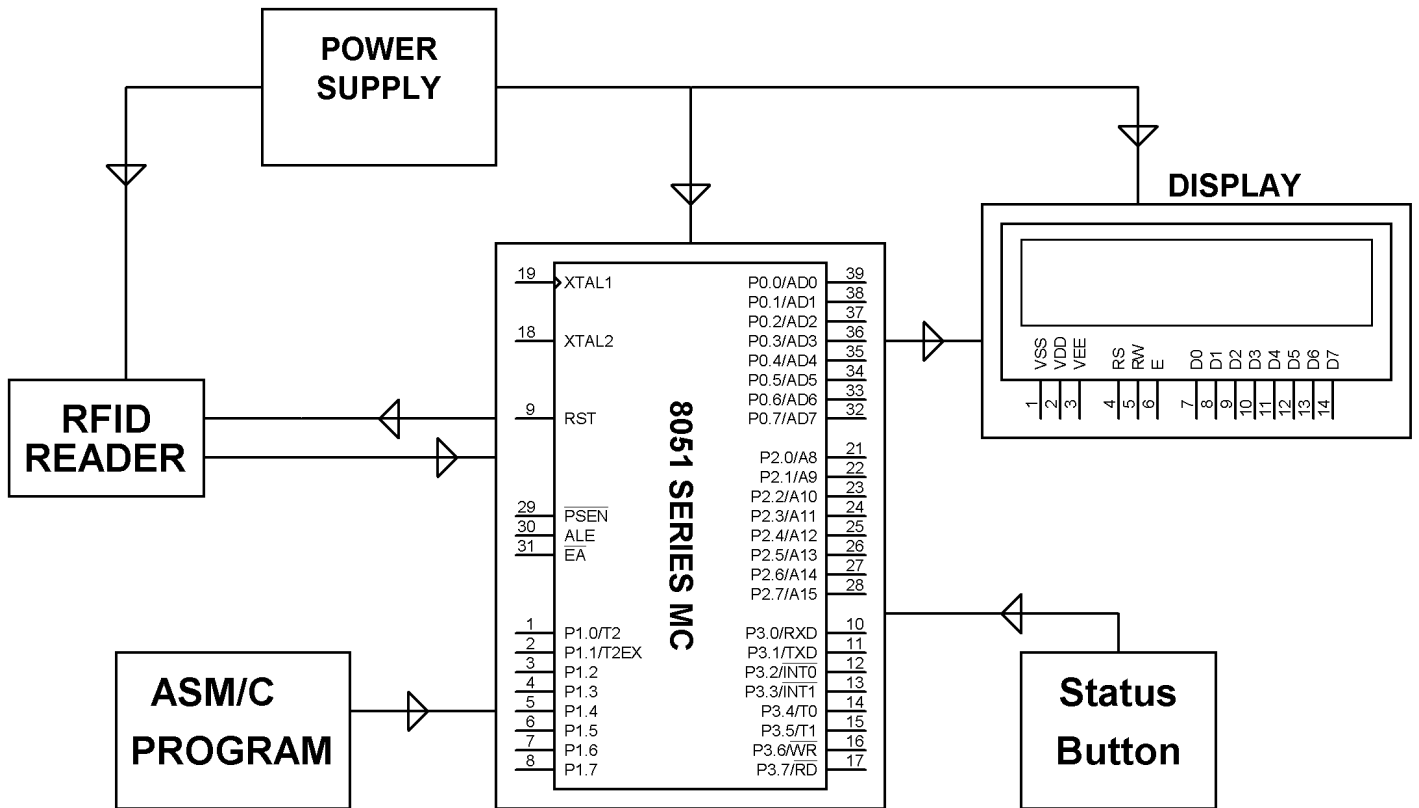 POWER
SUPPLY
DISPLAY
VSS
VDD
VEE
RS
RW
E
D0
D1
D2
D3
D4
D5
D6
D7
1
2
3
4
5
6
7
8
9
10
11
12
13
14
RFID
READER
19 XTAL1
18 XTAL2
9 RST
29 PSEN
30 ALE
31 EA
1 P1.0/T2
2 P1.1/T2EX
3 P1.2
4 P1.3
5 P1.4
6 P1.5
7 P1.6
8 P1.7
8051 SERIES MC
P0.0/AD0 39
P0.1/AD1 38
P0.2/AD2 37
P0.3/AD3 36
P0.4/AD4 35
P0.5/AD5 34
P0.6/AD6 33
P0.7/AD7 32
P2.0/A8 21
P2.1/A9 22
P2.2/A10 23
P2.3/A11 24
P2.4/A12 25
P2.5/A13 26
P2.6/A14 27
P2.7/A15 28
P3.0/RXD 10
P3.1/TXD 11
P3.2/INT0 12
P3.3/INT1 13
P3.4/T0 14
P3.5/T1 15
P3.6/WR 16
P3.7/RD 17
ASM/C
PROGRAM
Status
Button